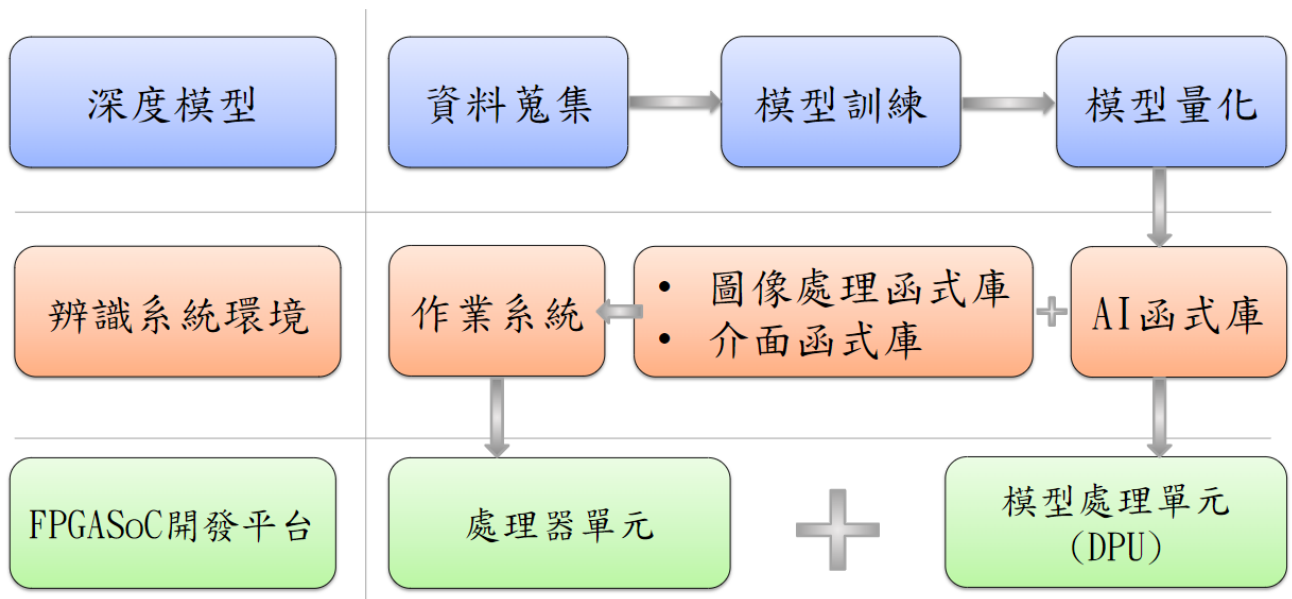 深度模型
資料蒐集
模型訓練
模型量化
辨識系統環境
作業系統
• 圖像處理函式庫
• 介面函式庫
AI函式庫
FPGASoC開發平台
處理器單元
模型處理單元
(DPU)